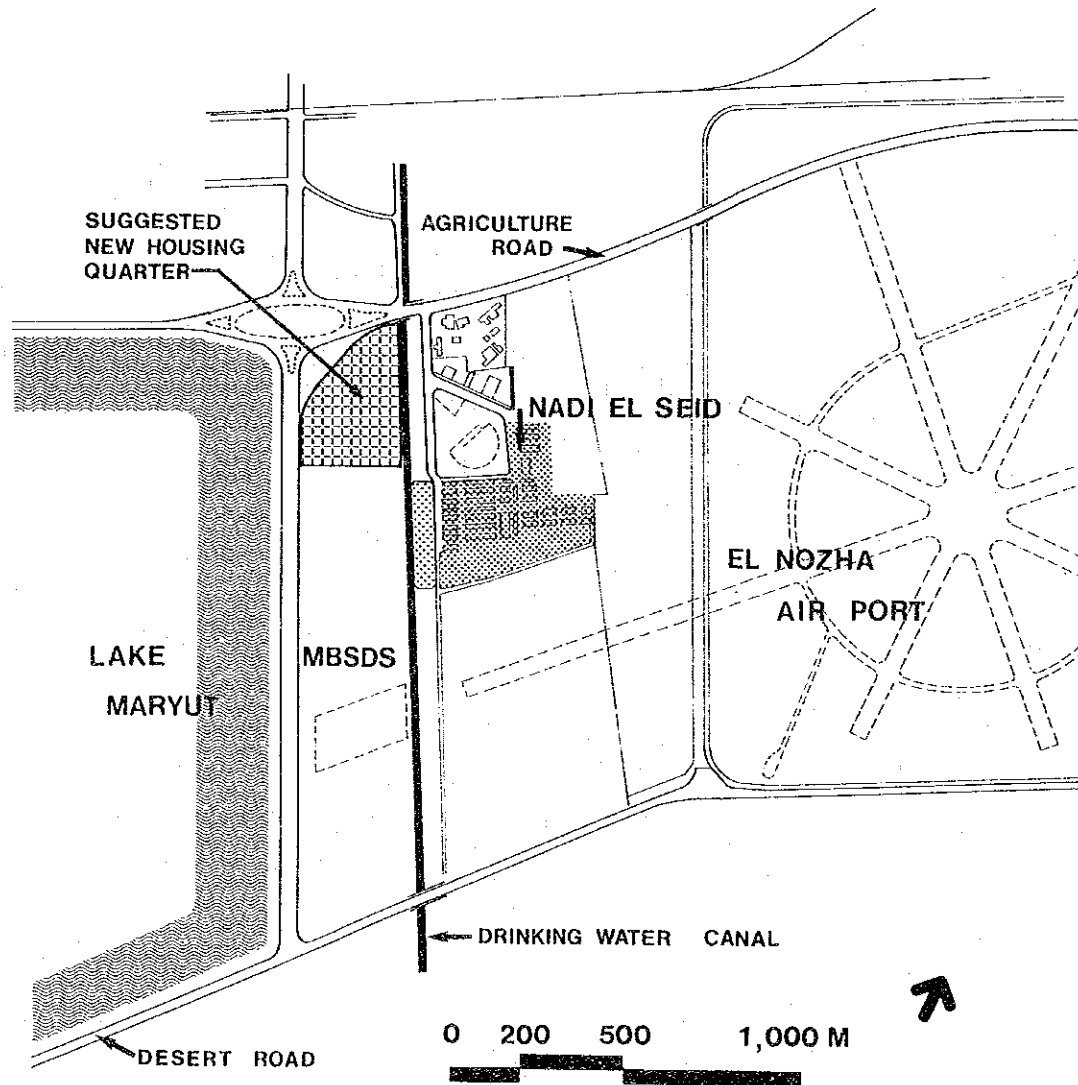 SUGGESTED
NEW HOUSING
QUARTER
AGRICULTURE
ROAD
NADI EL SEID
EL NOZHA
AIR PORT
LAKE
MARYUT
MBSDS
DRINKING WATER CANAL
DESERT ROAD
0 200 500 1,000 M